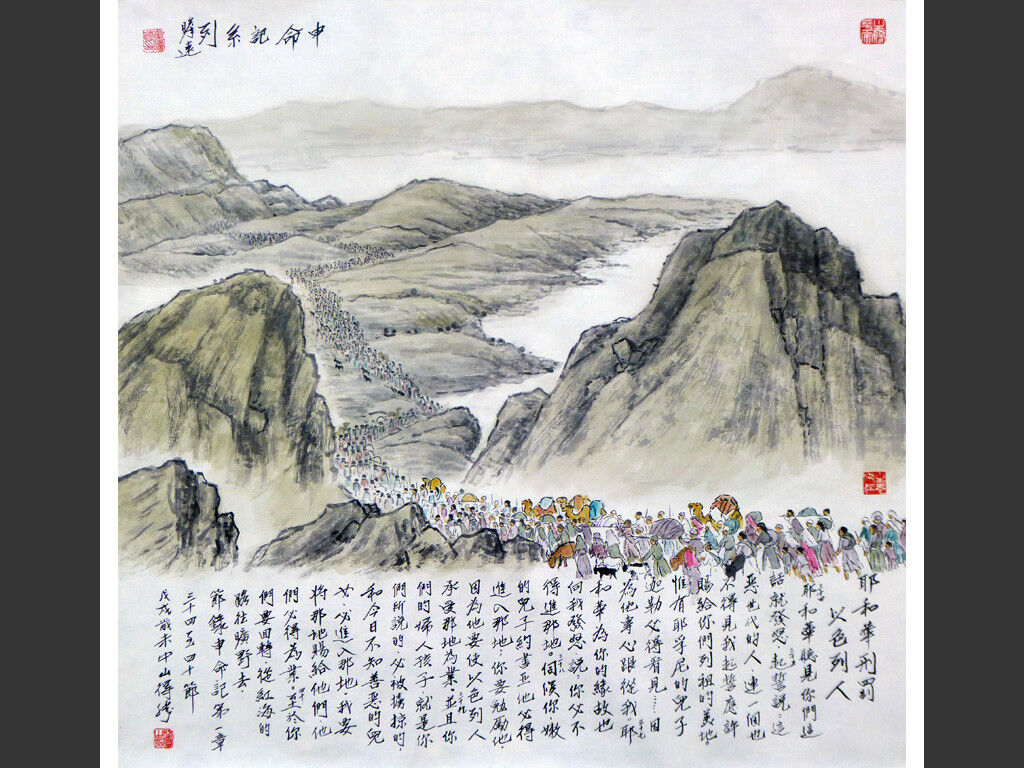 申命記系列
耶和華刑罰
以色列人
耶和華聽見你們這
話就發怒,起誓說:這
惡世代的人,連一個也
不得見我起誓應許
賜給你們列祖的美地。
惟有耶孚尼的兒子
迦勒必得看見……因
為他專心跟從我。耶
和華為你的緣故也
向我發怒,說:你必不
得進那地。伺候你、嫩
的兒子約書亞他必得
進入那地;你要勉勵他
因為他要使以色列人
承受那地為業。並且你
們的婦人孩子,就是你
們所說的、必被擄掠的,
和今日不知善惡的兒
女,必進入那地。我要
將那地賜給他們他
們必得為業。至於你
們要回轉,從紅海的
路往曠野去
節錄申命記第一章
三十四至四十節
戊戌歲末中山